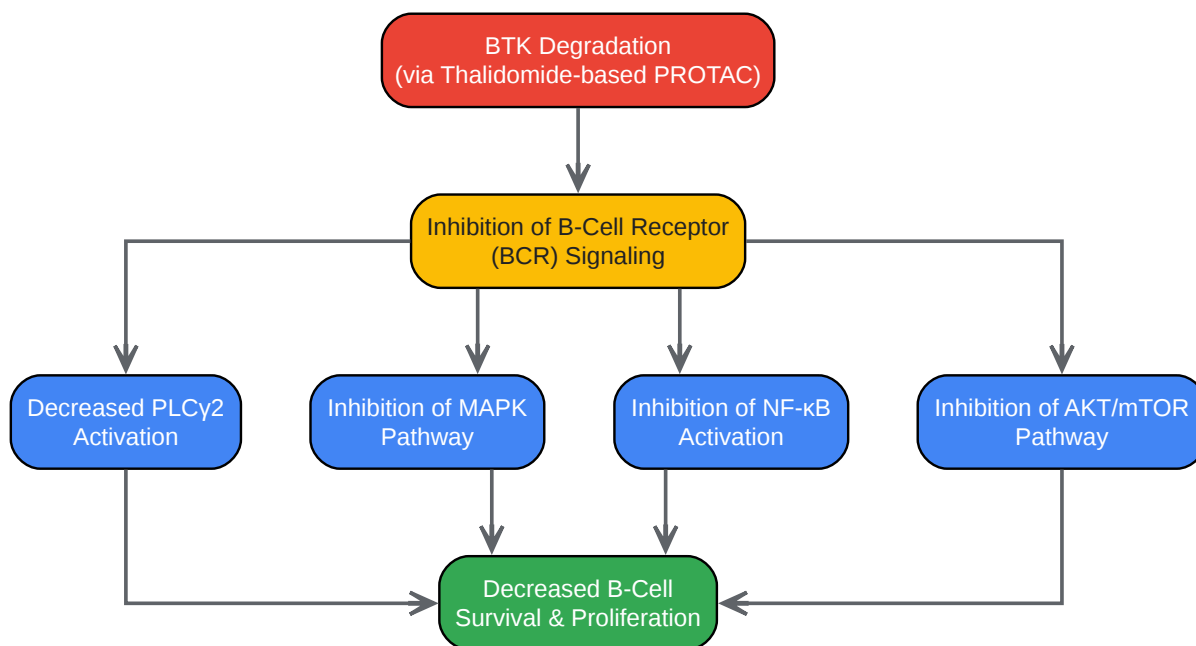 BTK Degradation
(via Thalidomide-based PROTAC)
Inhibition of B-Cell Receptor
(BCR) Signaling
Decreased PLCγ2
Activation
Inhibition of MAPK
Pathway
Inhibition of NF-κB
Activation
Inhibition of AKT/mTOR
Pathway
Decreased B-Cell
Survival & Proliferation